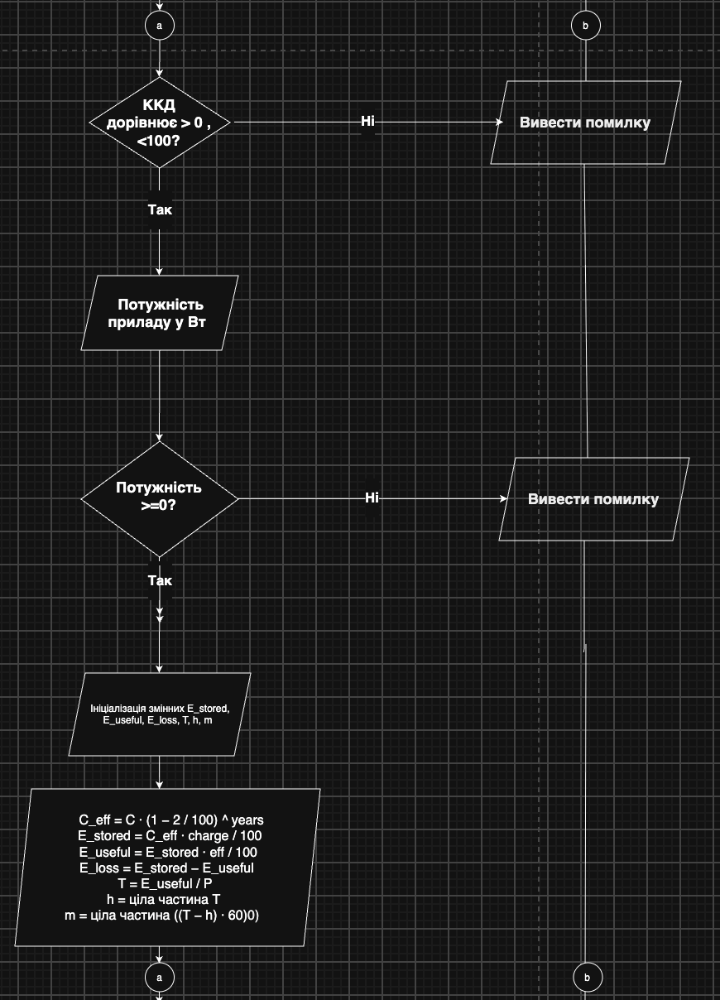 a
b
ККД
дорівнює > 0 ,
<100?
Ні
Вивести помилку
Так
Потужність
приладу у Вт
Потужність
>=0?
Ні
Вивести помилку
Так
Ініціалізація змінних E_stored,
E_useful, E_loss, T, h, m
C_eff = C · (1 − 2 / 100) ^ years
E_stored = C_eff · charge / 100
E_useful = E_stored · eff / 100
E_loss = E_stored − E_useful
T = E_useful / P
h = ціла частина T
m = ціла частина ((T − h) · 60)0)
a
b